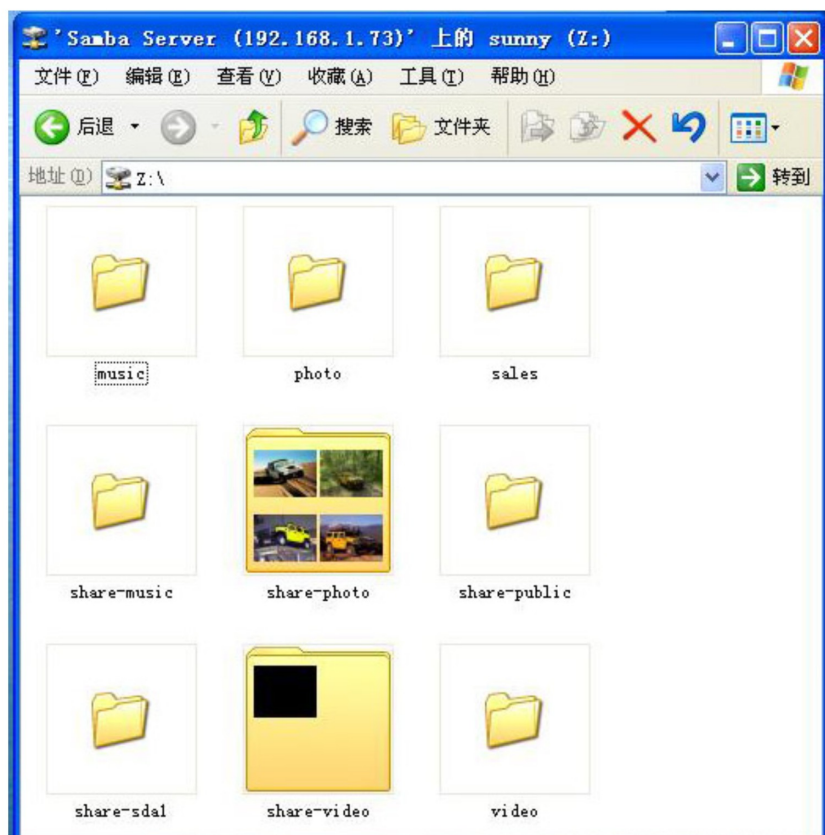 'Samba Server (192.168.1.73)' 上的 sunny (Z:)
文件(F) 编辑(E) 查看(V) 收藏(A) 工具(T) 帮助(H)
后退 搜索 文件夹
地址(D) Z:\ 转到
music photo sales
share-music share-photo share-public
share-sda1 share-video video